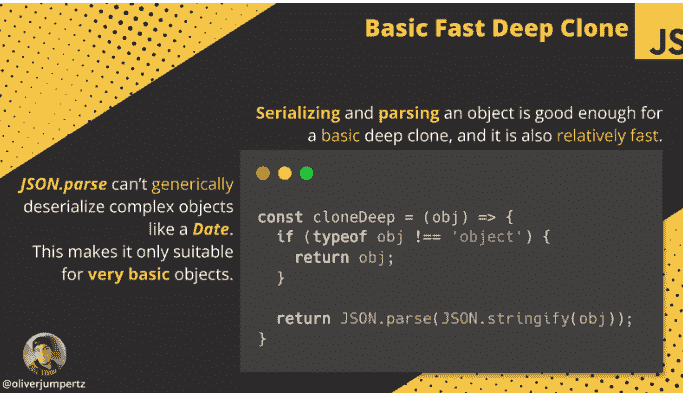 Basic Fast Deep Clone
JS
Serializing and parsing an object is good enough for
a basic deep clone, and it is also relatively fast.
JSON.parse can't generically
deserialize complex objects
like a Date.
This makes it only suitable
for very basic objects.
const cloneDeep = (obj) => {
  if (typeof obj !== 'object') {
    return obj;
  }
  return JSON.parse(JSON.stringify(obj));
}
@oliverjumpertz